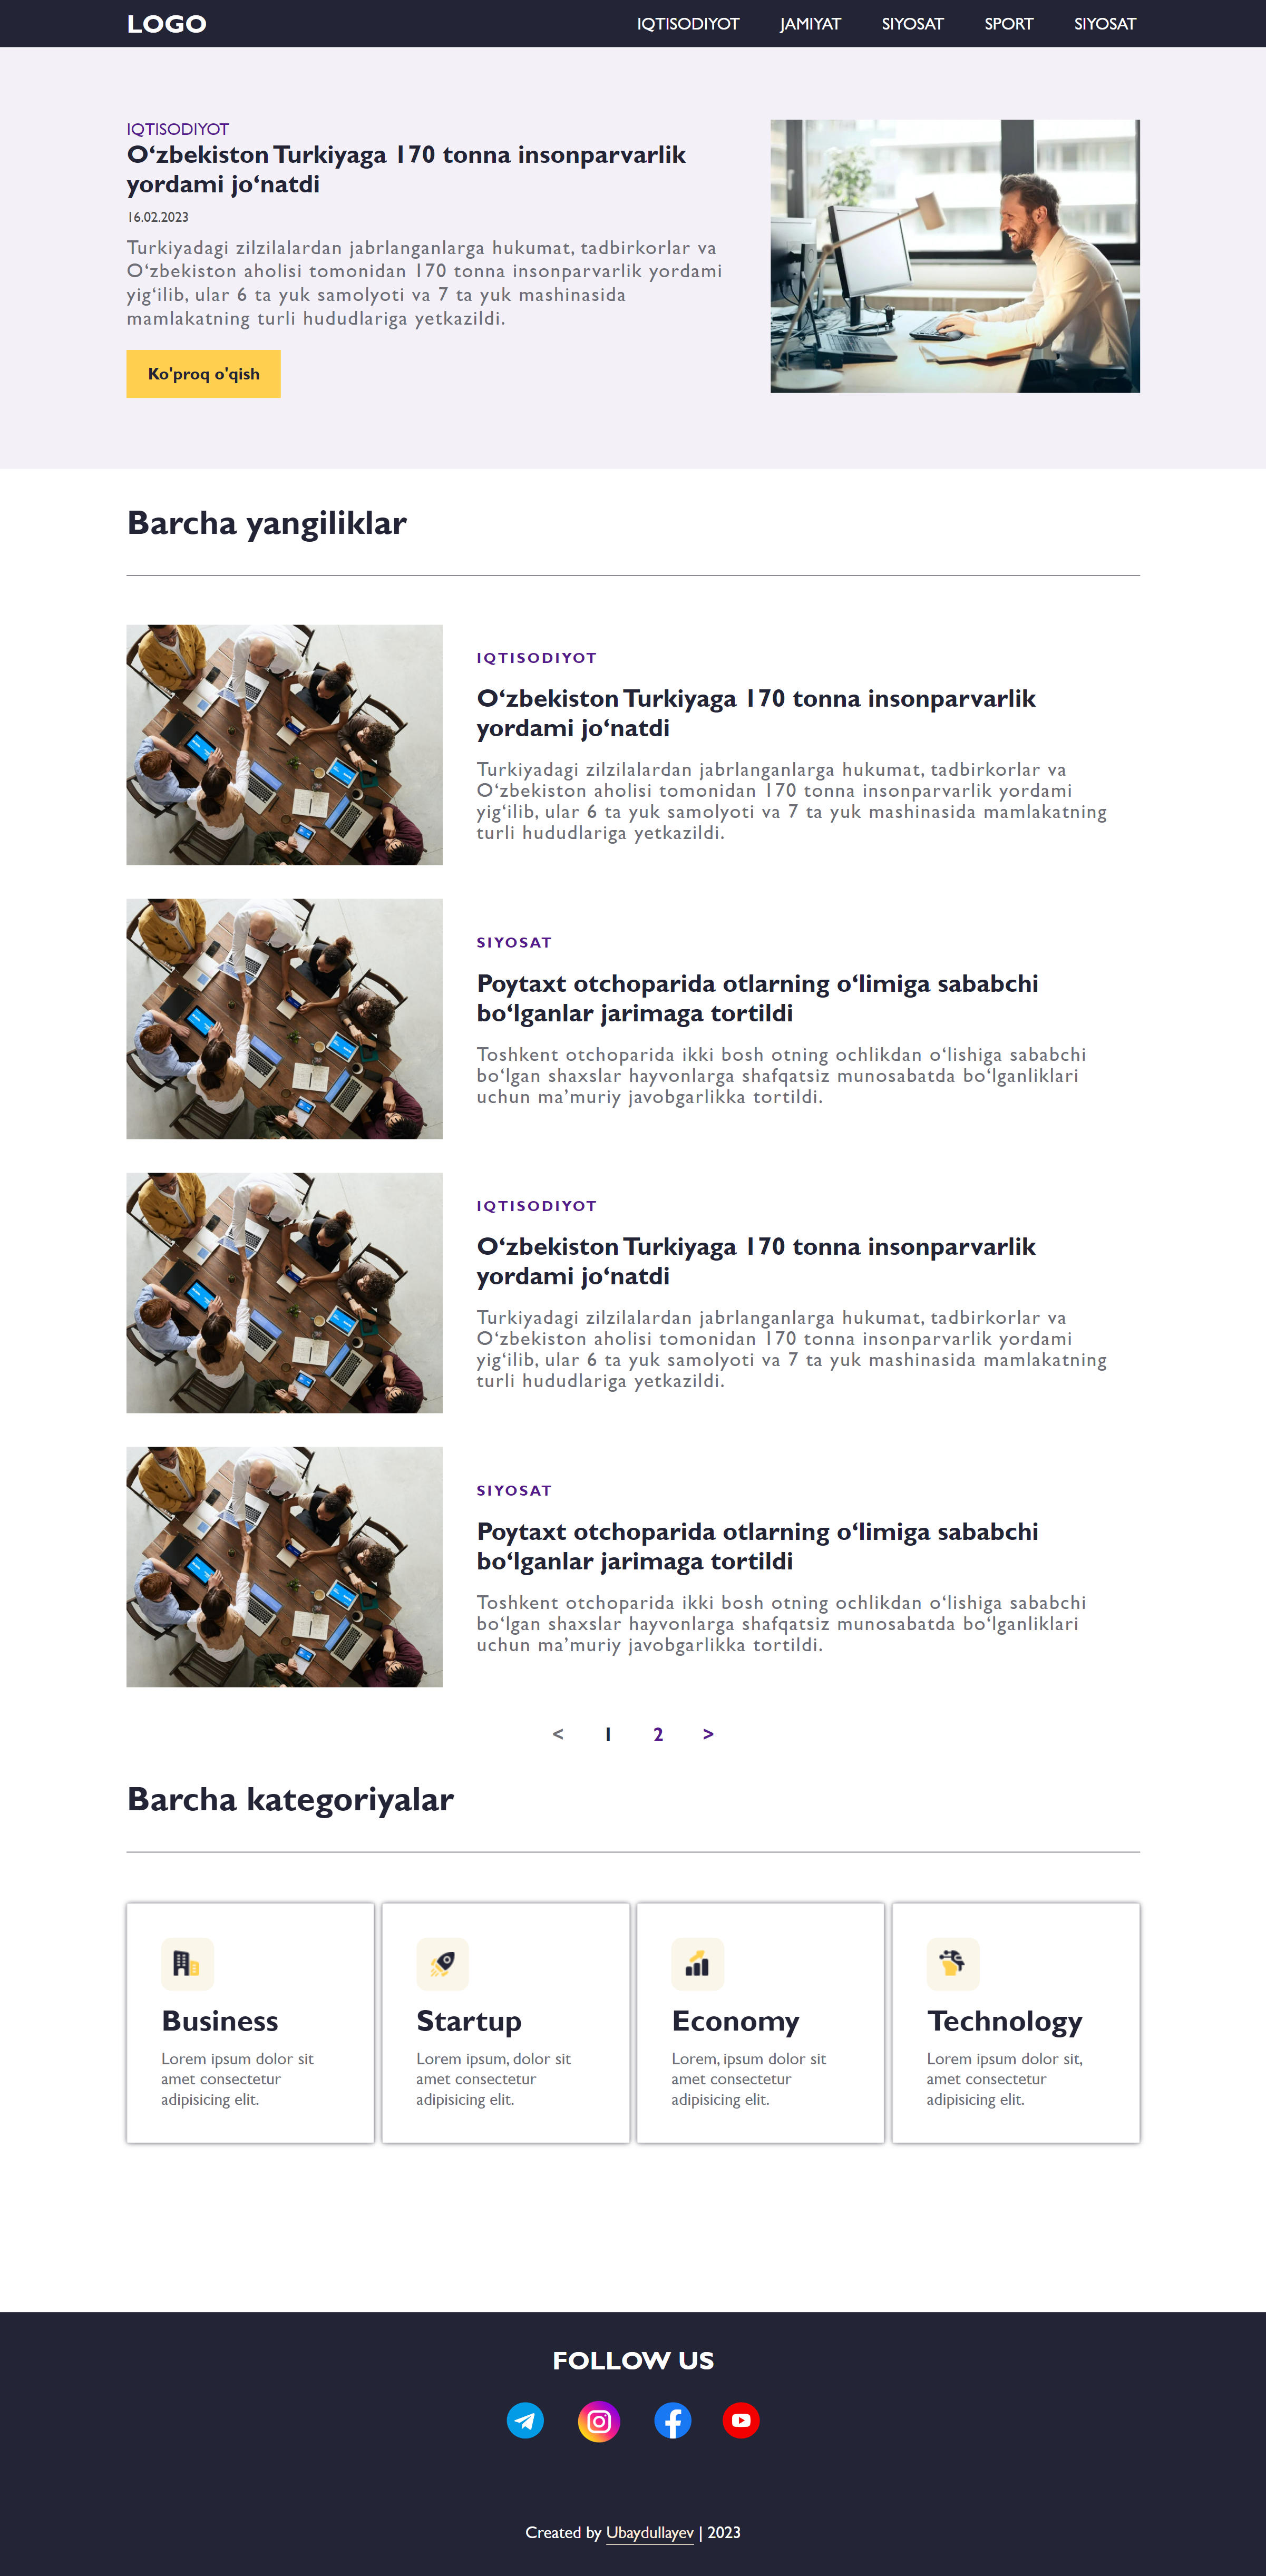 LOGO
IQTISODIYOT JAMIYAT SIYOSAT SPORT SIYOSAT
IQTISODIYOT
O‘zbekiston Turkiyaga 170 tonna insonparvarlik
yordami jo‘natdi
16.02.2023
Turkiyadagi zilzilalardan jabrlanganlarga hukumat, tadbirkorlar va
O‘zbekiston aholisi tomonidan 170 tonna insonparvarlik yordami
yig‘ilib, ular 6 ta yuk samolyoti va 7 ta yuk mashinasida
mamlakatning turli hududlariga yetkazildi.
Ko'proq o'qish
Barcha yangiliklar
IQTISODIYOT
O‘zbekiston Turkiyaga 170 tonna insonparvarlik
yordami jo‘natdi
Turkiyadagi zilzilalardan jabrlanganlarga hukumat, tadbirkorlar va
O‘zbekiston aholisi tomonidan 170 tonna insonparvarlik yordami
yig‘ilib, ular 6 ta yuk samolyoti va 7 ta yuk mashinasida mamlakatning
turli hududlariga yetkazildi.
SIYOSAT
Poytaxt otchoparida otlarning o‘limiga sababchi
bo‘lganlar jarimaga tortildi
Toshkent otchoparida ikki bosh otning ochlikdan o‘lishiga sababchi
bo‘lgan shaxslar hayvonlarga shafqatsiz munosabatda bo‘lganliklari
uchun ma’muriy javobgarlikka tortildi.
IQTISODIYOT
O‘zbekiston Turkiyaga 170 tonna insonparvarlik
yordami jo‘natdi
Turkiyadagi zilzilalardan jabrlanganlarga hukumat, tadbirkorlar va
O‘zbekiston aholisi tomonidan 170 tonna insonparvarlik yordami
yig‘ilib, ular 6 ta yuk samolyoti va 7 ta yuk mashinasida mamlakatning
turli hududlariga yetkazildi.
SIYOSAT
Poytaxt otchoparida otlarning o‘limiga sababchi
bo‘lganlar jarimaga tortildi
Toshkent otchoparida ikki bosh otning ochlikdan o‘lishiga sababchi
bo‘lgan shaxslar hayvonlarga shafqatsiz munosabatda bo‘lganliklari
uchun ma’muriy javobgarlikka tortildi.
< 1 2 >
Barcha kategoriyalar
Business
Lorem ipsum dolor sit
amet consectetur
adipisicing elit.
Startup
Lorem ipsum, dolor sit
amet consectetur
adipisicing elit.
Economy
Lorem, ipsum dolor sit
amet consectetur
adipisicing elit.
Technology
Lorem ipsum dolor sit,
amet consectetur
adipisicing elit.
FOLLOW US
Created by Ubaydullayev | 2023